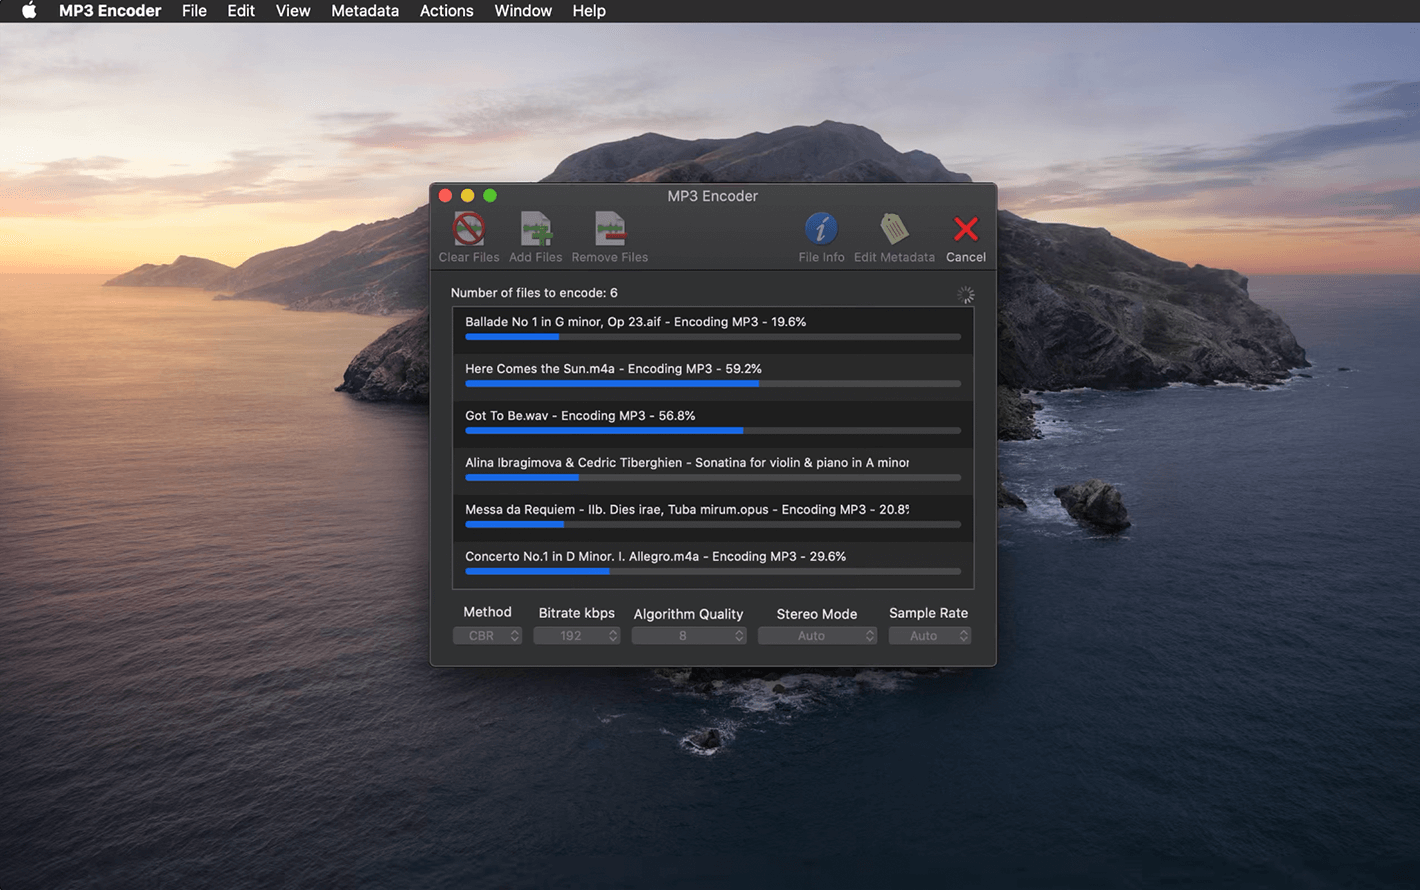 MP3 Encoder File Edit View Metadata Actions Window Help
MP3 Encoder
Clear Files Add Files Remove Files File Info Edit Metadata Cancel
Number of files to encode: 6
Ballade No 1 in G minor, Op 23.aif - Encoding MP3 - 19.6%
Here Comes the Sun.m4a - Encoding MP3 - 59.2%
Got To Be.wav - Encoding MP3 - 56.8%
Alina Ibragimova & Cedric Tiberghien - Sonatina for violin & piano in A minor
Messa da Requiem - IIb. Dies irae, Tuba mirum.opus - Encoding MP3 - 20.8%
Concerto No.1 in D Minor. I. Allegro.m4a - Encoding MP3 - 29.6%
Method Bitrate kbps Algorithm Quality Stereo Mode Sample Rate
CBR 192 8 Auto Auto